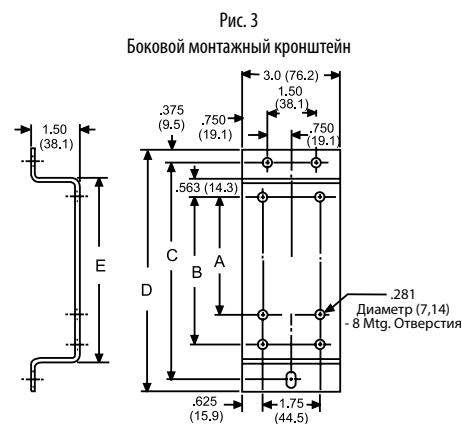 Рис. 3
Боковой монтажный кронштейн
3.0 (76.2)
1.50
(38.1)
1.50
(38.1)
.375
(9.5)
.750
(19.1)
.750
(19.1)
.563 (14.3)
A
B
C
D
E
.281
Диаметр (7,14)
- 8 Mtg. Отверстия
.625
(15.9)
1.75
(44.5)